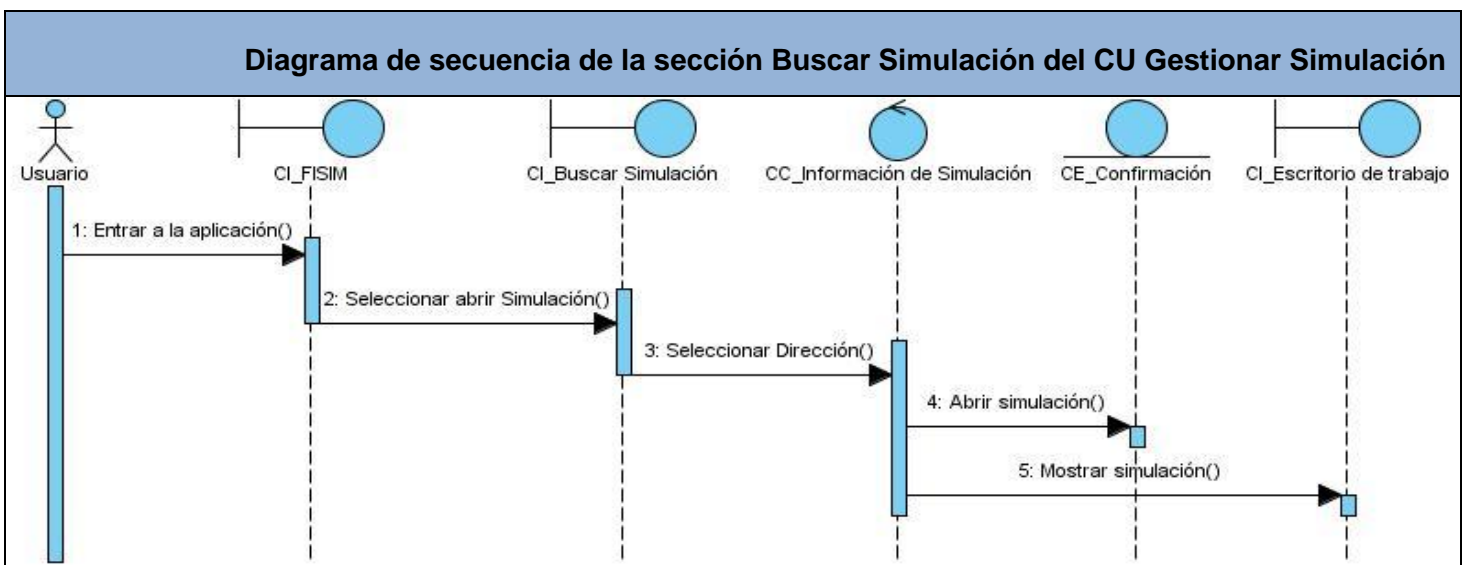 Diagrama de secuencia de la sección Buscar Simulación del CU Gestionar Simulación
Usuario
CI_FISIM
CI_Buscar Simulación
CC_Información de Simulación
CE_Confirmación
CI_Escritorio de trabajo
1: Entrar a la aplicación()
2: Seleccionar abrir Simulación()
3: Seleccionar Dirección()
4: Abrir simulación()
5: Mostrar simulación()